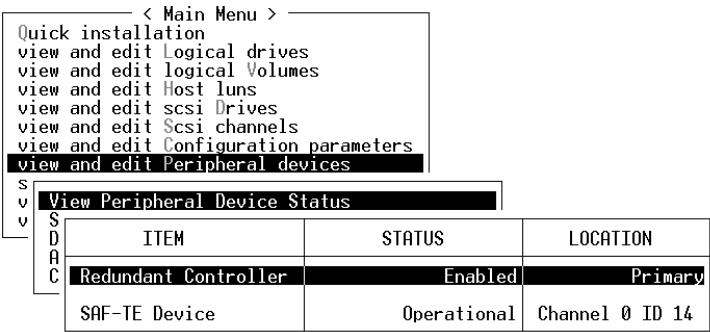 < Main Menu >
Quick installation
view and edit Logical drives
view and edit logical Volumes
view and edit Host luns
view and edit scsi Drives
view and edit Scsi channels
view and edit Configuration parameters
view and edit Peripheral devices
s
v View Peripheral Device Status
v S
D ITEM STATUS LOCATION
A
C Redundant Controller Enabled Primary
SAF-TE Device Operational Channel 0 ID 14